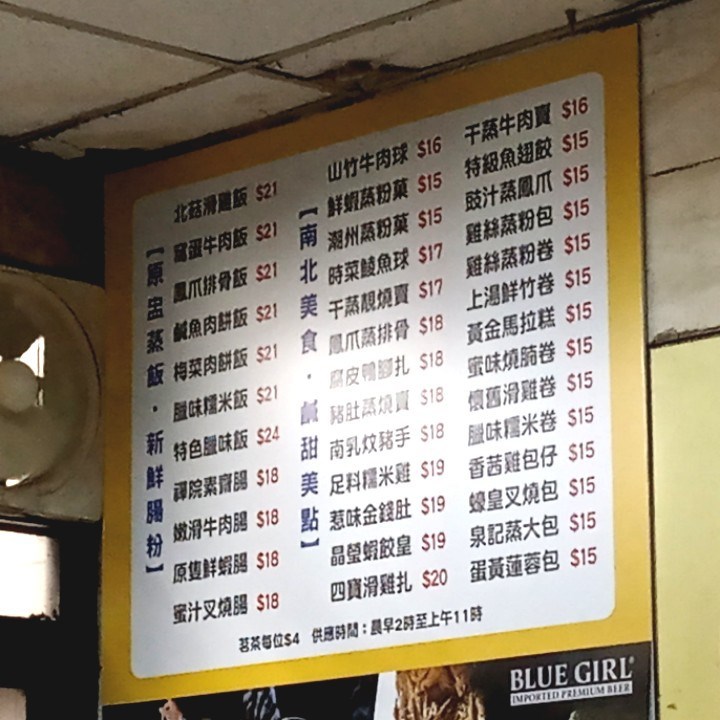 【原盅蒸飯．新鮮腸粉】
北菇滑雞飯 $21
窩蛋牛肉飯 $21
鳳爪排骨飯 $21
鹹魚肉餅飯 $21
梅菜肉餅飯 $21
臘味糯米飯 $21
特色臘味飯 $24
禪院素齋腸 $18
嫩滑牛肉腸 $18
原隻鮮蝦腸 $18
蜜汁叉燒腸 $18
【南北美食．鹹甜美點】
山竹牛肉球 $16
鮮蝦蒸粉菓 $15
潮州蒸粉菓 $15
時菜鯪魚球 $17
干蒸靚燒賣 $17
鳳爪蒸排骨 $18
腐皮鴨腳扎 $18
豬肚蒸燒賣 $18
南乳炆豬手 $18
足料糯米雞 $19
惹味金錢肚 $19
晶瑩蝦餃皇 $19
四寶滑雞扎 $20
干蒸牛肉賣 $16
特級魚翅餃 $15
豉汁蒸鳳爪 $15
雞絲蒸粉包 $15
雞絲蒸粉卷 $15
上湯鮮竹卷 $15
黃金馬拉糕 $15
蜜味燒腩卷 $15
懷舊滑雞卷 $15
臘味糯米卷 $15
香茜雞包仔 $15
蠔皇叉燒包 $15
泉記蒸大包 $15
蛋黃蓮蓉包 $15
茗茶每位$4 供應時間：晨早2時至上午11時
BLUE GIRL
IMPORTED PREMIUM BEER